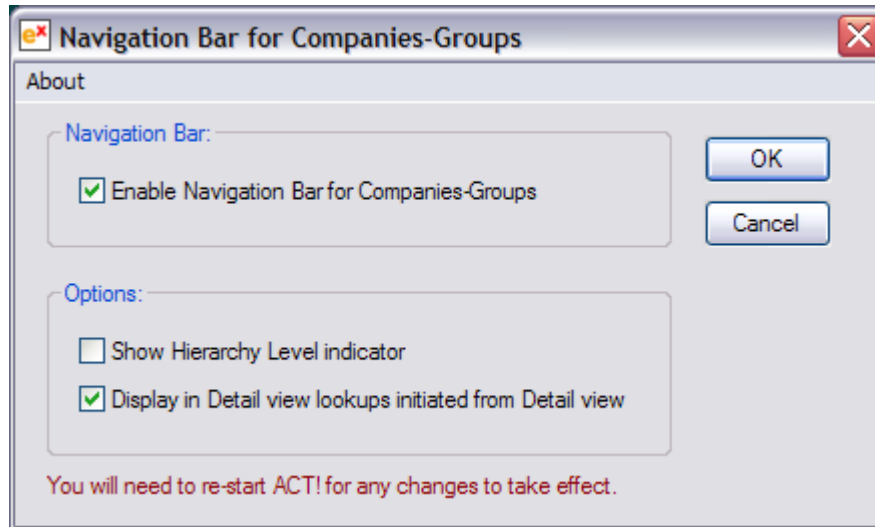 ex Navigation Bar for Companies-Groups
About
Navigation Bar:
Enable Navigation Bar for Companies-Groups
OK
Cancel
Options:
Show Hierarchy Level indicator
Display in Detail view lookups initiated from Detail view
You will need to re-start ACT! for any changes to take effect.